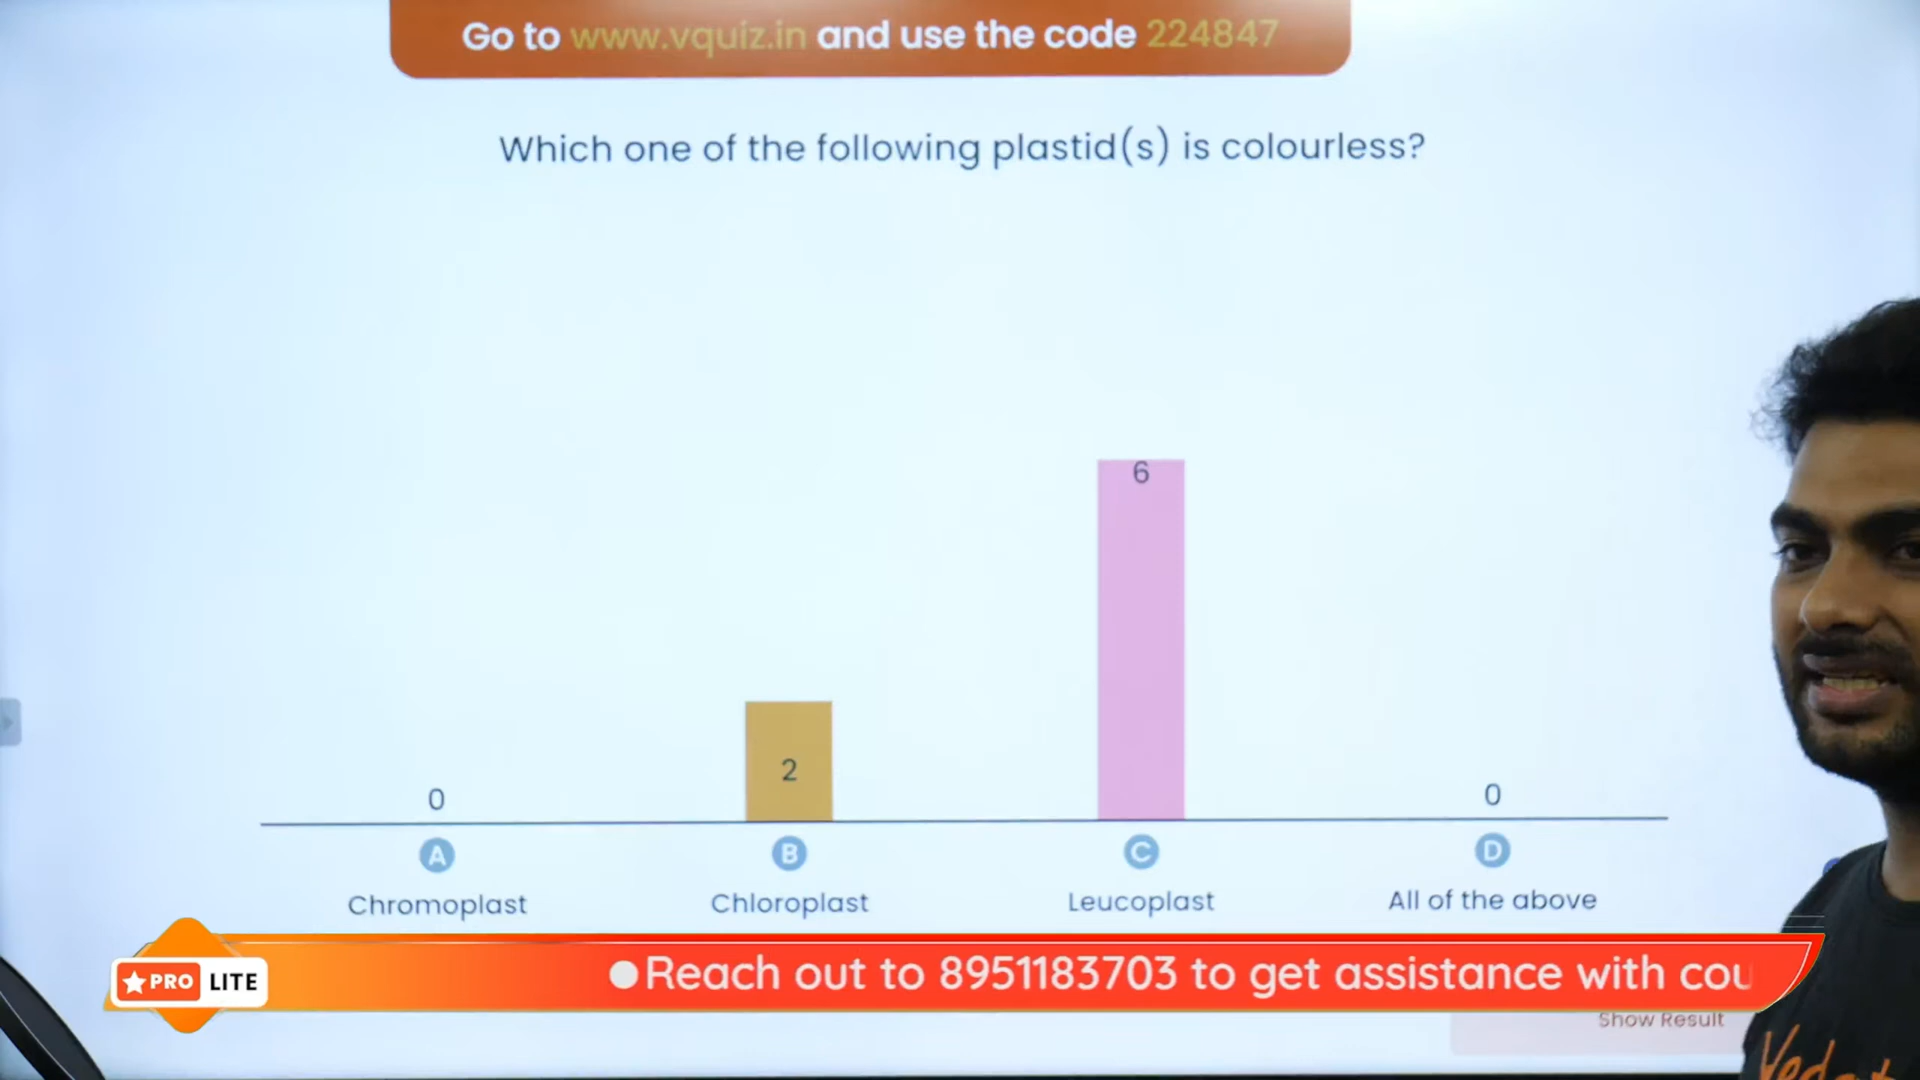 Go to www.vquiz.in and use the code 224847
Which one of the following plastid(s) is colourless?
6
2
0
0
A
B
C
D
Chromoplast
Chloroplast
Leucoplast
All of the above
PRO LITE
Reach out to 8951183703 to get assistance with cou
Show Result